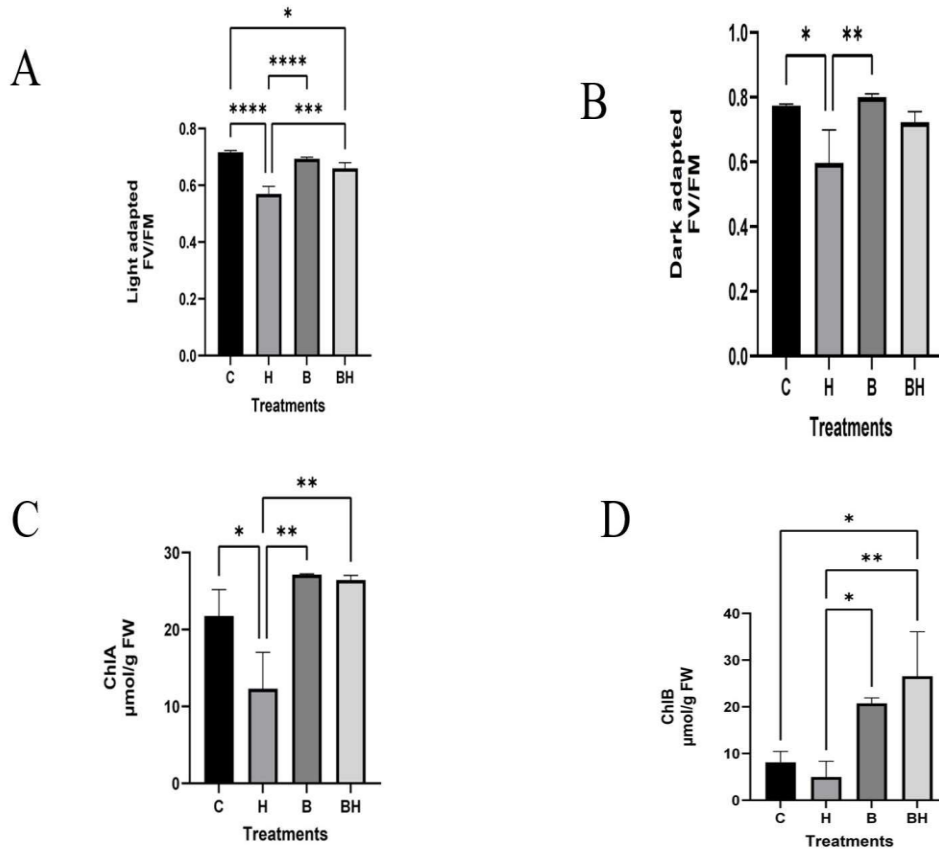 A
*
****
**** ***
0.8
0.6
0.4
0.2
0.0
Light adapted
FV/FM
C H B BH
Treatments
B
* **
1.0
0.8
0.6
0.4
0.2
0.0
Dark adapted
FV/FM
C H B BH
Treatments
C
**
* **
30
20
10
0
ChlA
µmol/g FW
C H B BH
Treatments
D
*
**
*
40
30
20
10
0
ChlB
µmol/g FW
C H B BH
Treatments